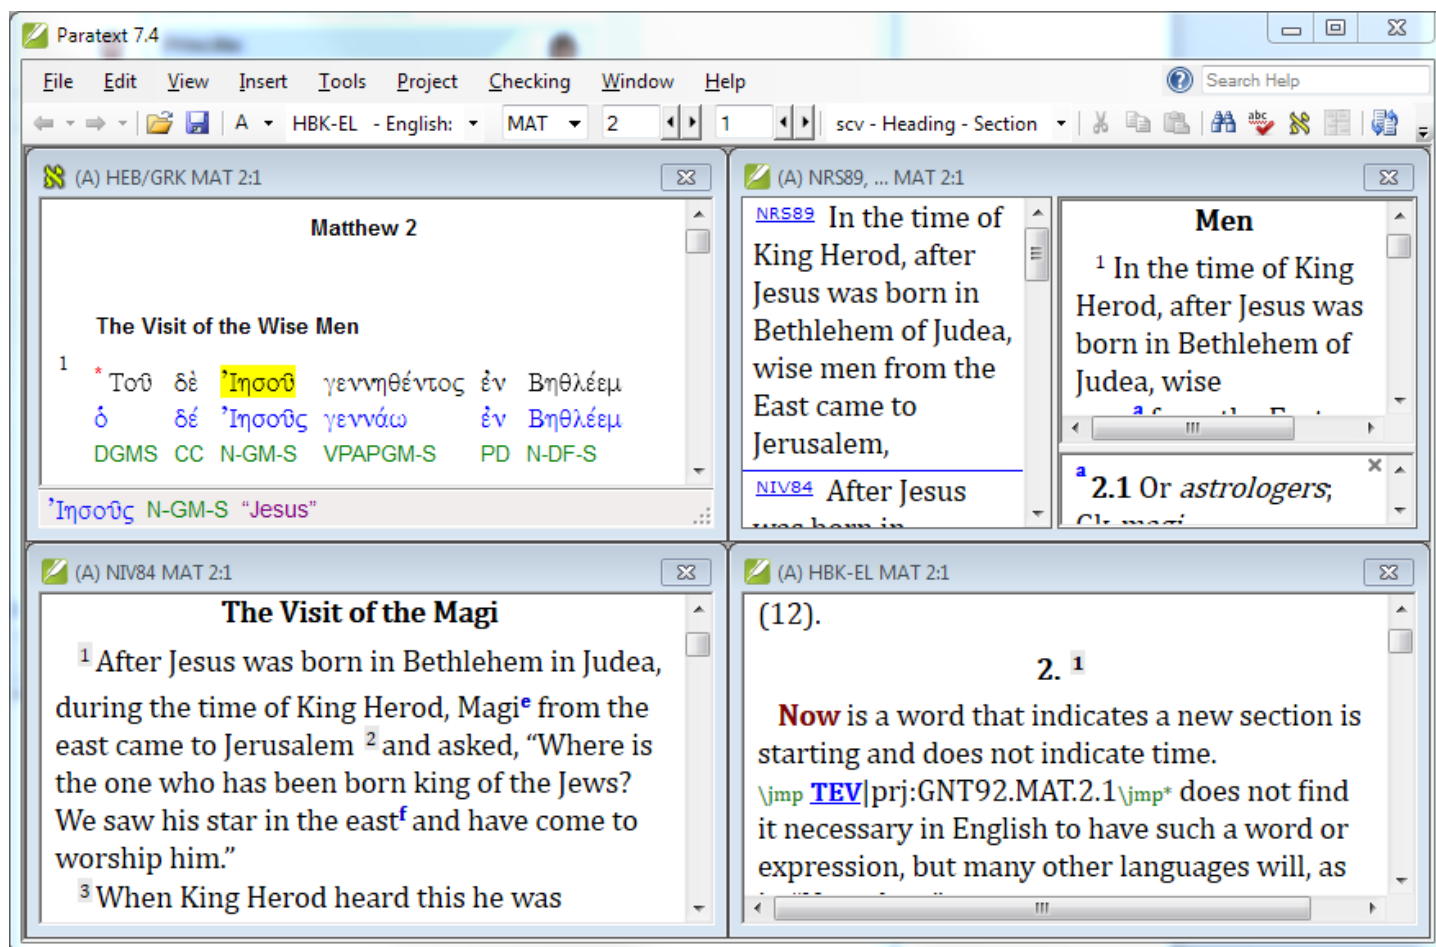 Paratext 7.4
File Edit View Insert Tools Project Checking Window Help Search Help
A HBK-EL - English: MAT 2 1 scv - Heading - Section
(A) HEB/GRK MAT 2:1
Matthew 2
The Visit of the Wise Men
1 * Τοῦ δὲ Ἰησοῦ γεννηθέντος ἐν Βηθλέεμ
ὁ δέ Ἰησοῦς γεννάω ἐν Βηθλέεμ
DGMS CC N-GM-S VPAPGM-S PD N-DF-S
Ἰησοῦς N-GM-S “Jesus”
(A) NRS89, ... MAT 2:1
NRS89 In the time of
King Herod, after
Jesus was born in
Bethlehem of Judea,
wise men from the
East came to
Jerusalem,
NIV84 After Jesus
was born in
Men
1 In the time of King
Herod, after Jesus was
born in Bethlehem of
Judea, wise
a from the East
a 2.1 Or astrologers;
Gk magi
(A) NIV84 MAT 2:1
The Visit of the Magi
1 After Jesus was born in Bethlehem in Judea,
during the time of King Herod, Magie from the
east came to Jerusalem 2 and asked, “Where is
the one who has been born king of the Jews?
We saw his star in the eastf and have come to
worship him.”
3 When King Herod heard this he was
(A) HBK-EL MAT 2:1
(12).
2. 1
Now is a word that indicates a new section is
starting and does not indicate time.
\jmp TEV|prj:GNT92.MAT.2.1\jmp* does not find
it necessary in English to have such a word or
expression, but many other languages will, as